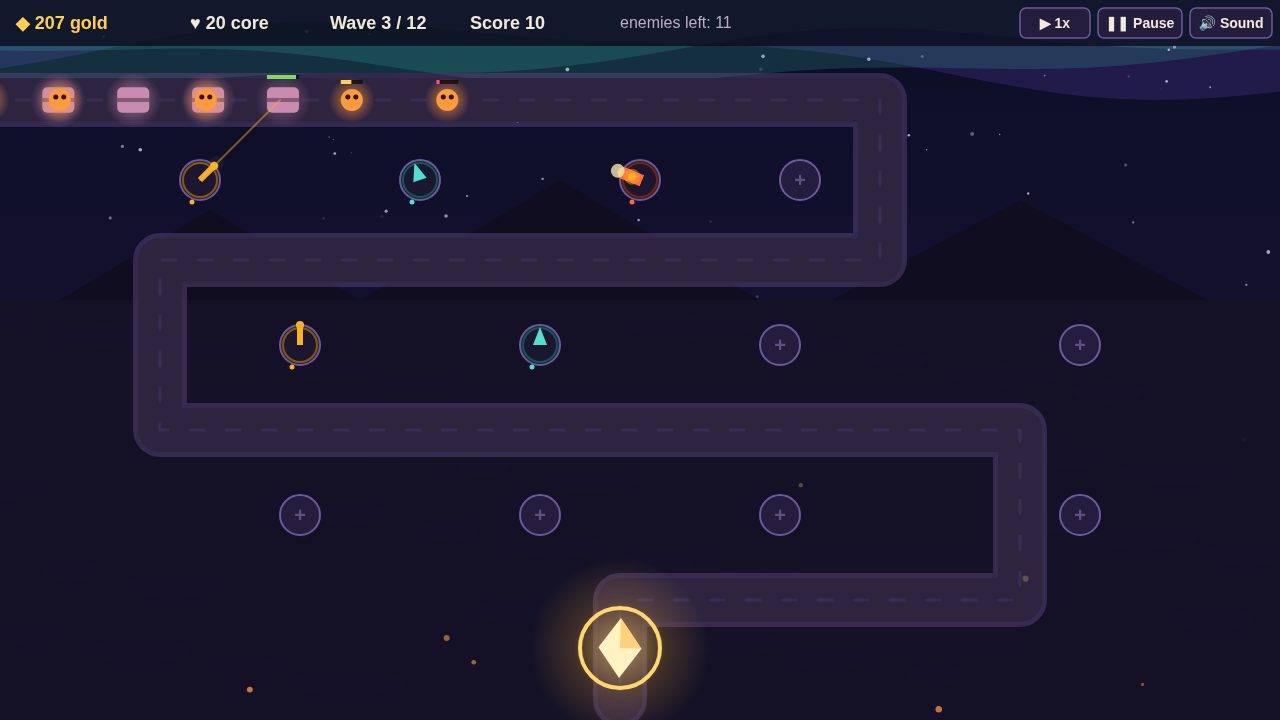 ◆ 207 gold ♥ 20 core Wave 3 / 12 Score 10 enemies left: 11 ▶ 1x ❚❚ Pause 🔊 Sound
+
+ +
+ + + +